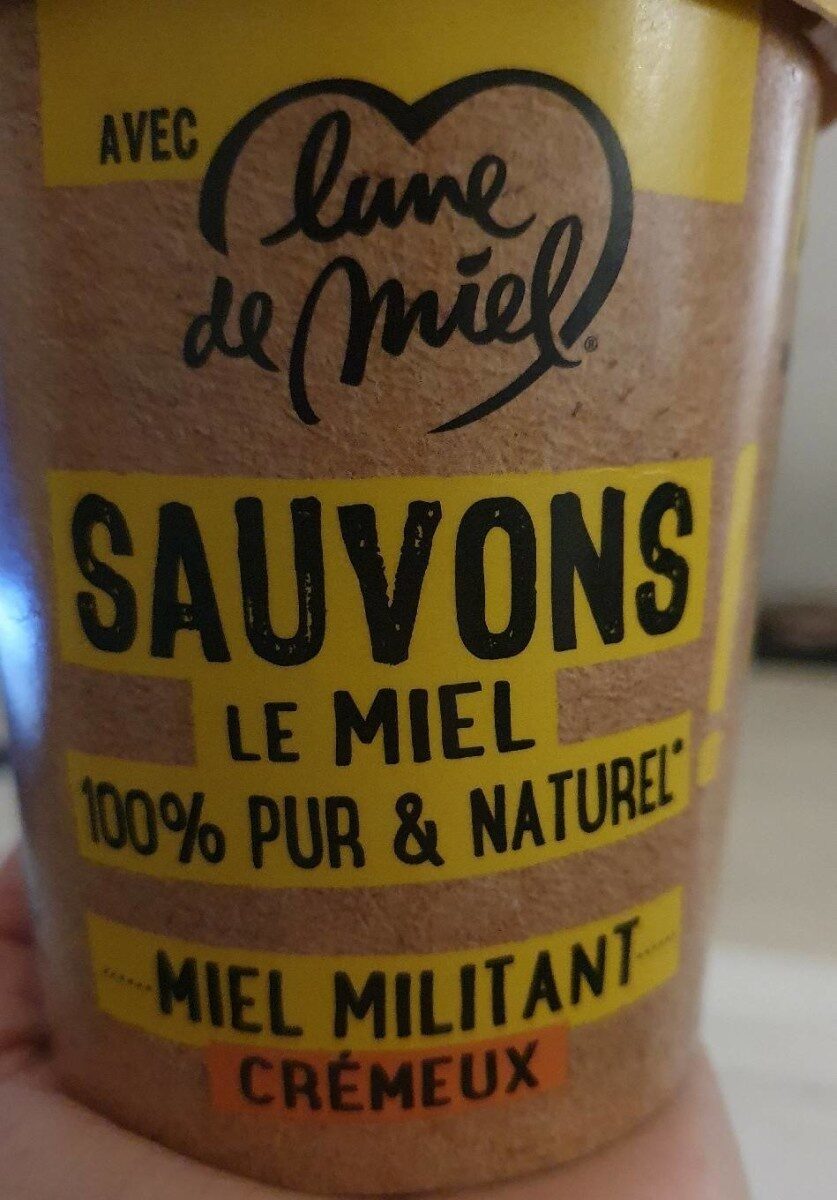 AVEC
lune
de miel®
SAUVONS
LE MIEL
100% PUR & NATUREL* !
MIEL MILITANT
CRÉMEUX